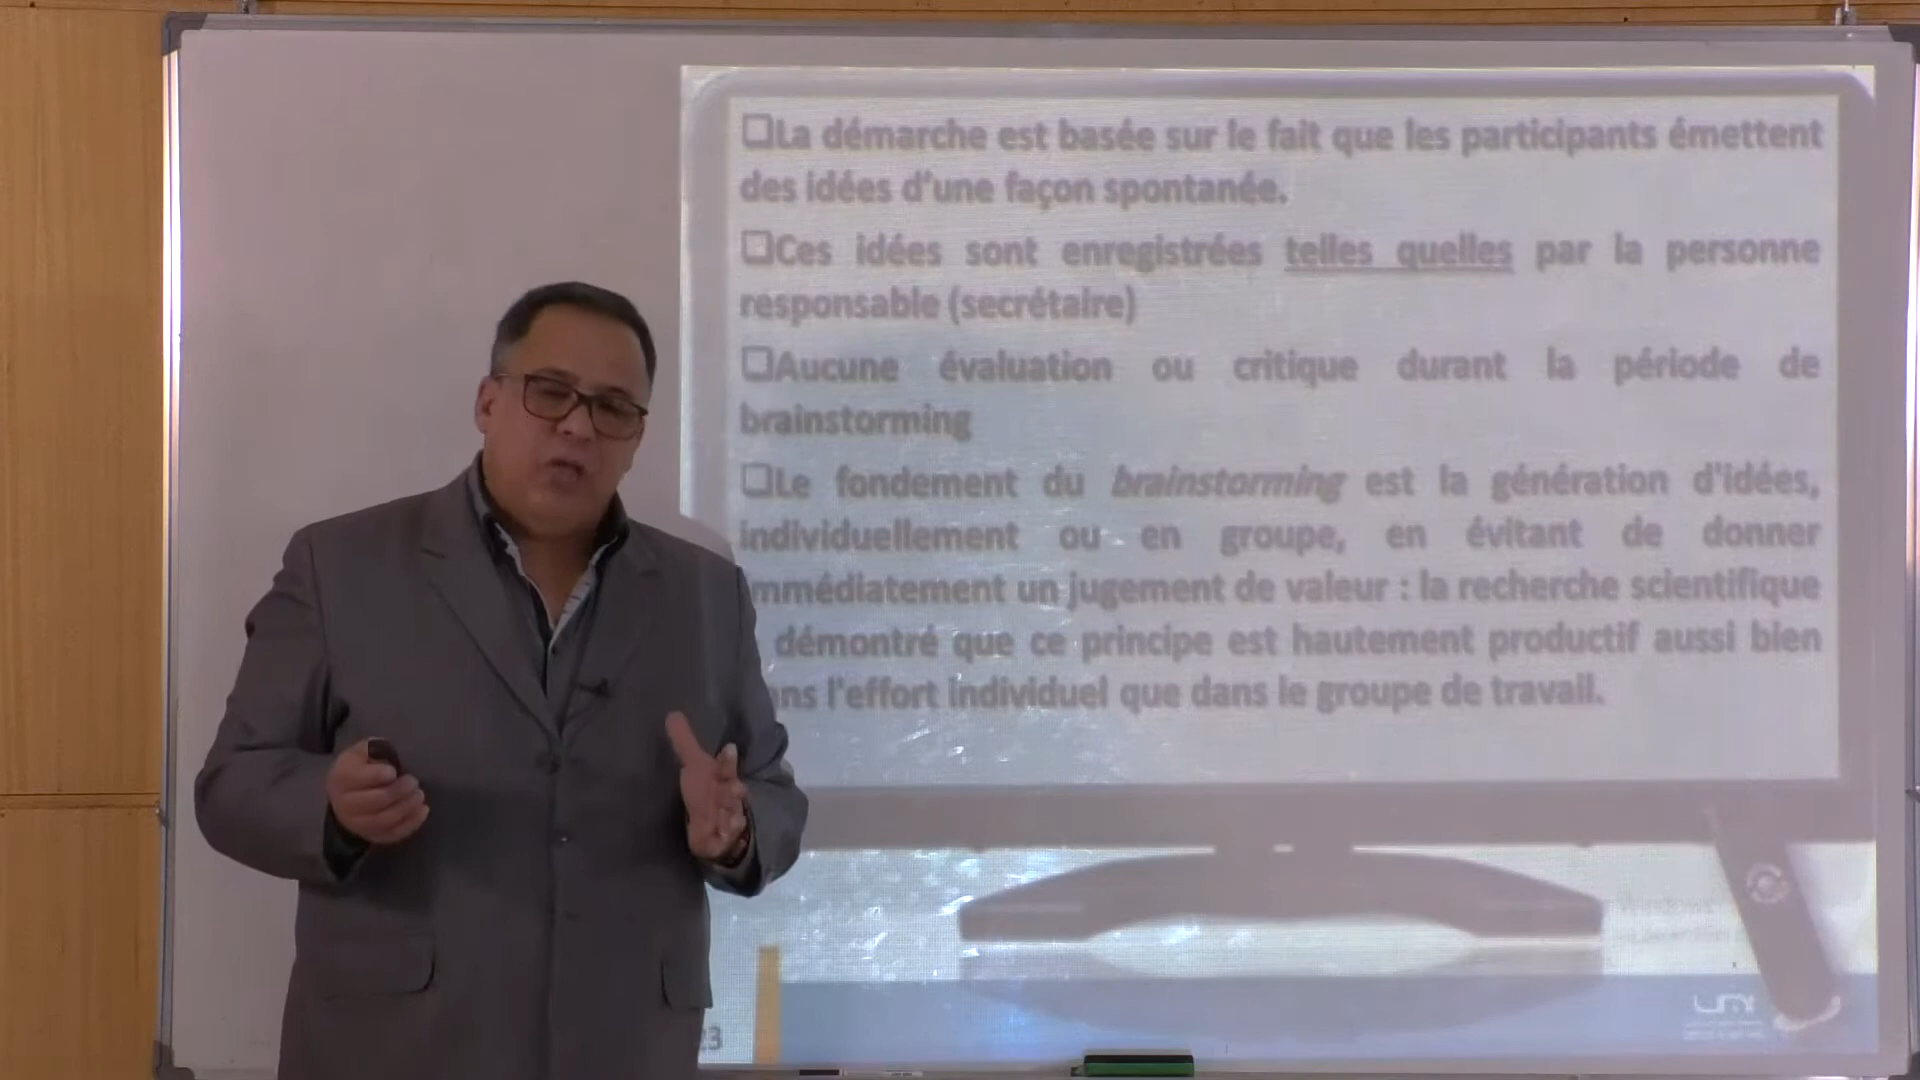 ❑La démarche est basée sur le fait que les participants émettent
des idées d'une façon spontanée.
❑Ces idées sont enregistrées telles quelles par la personne
responsable (secrétaire)
❑Aucune évaluation ou critique durant la période de
brainstorming
❑Le fondement du brainstorming est la génération d'idées,
individuellement ou en groupe, en évitant de donner
mmédiatement un jugement de valeur : la recherche scientifique
démontré que ce principe est hautement productif aussi bien
ans l'effort individuel que dans le groupe de travail.